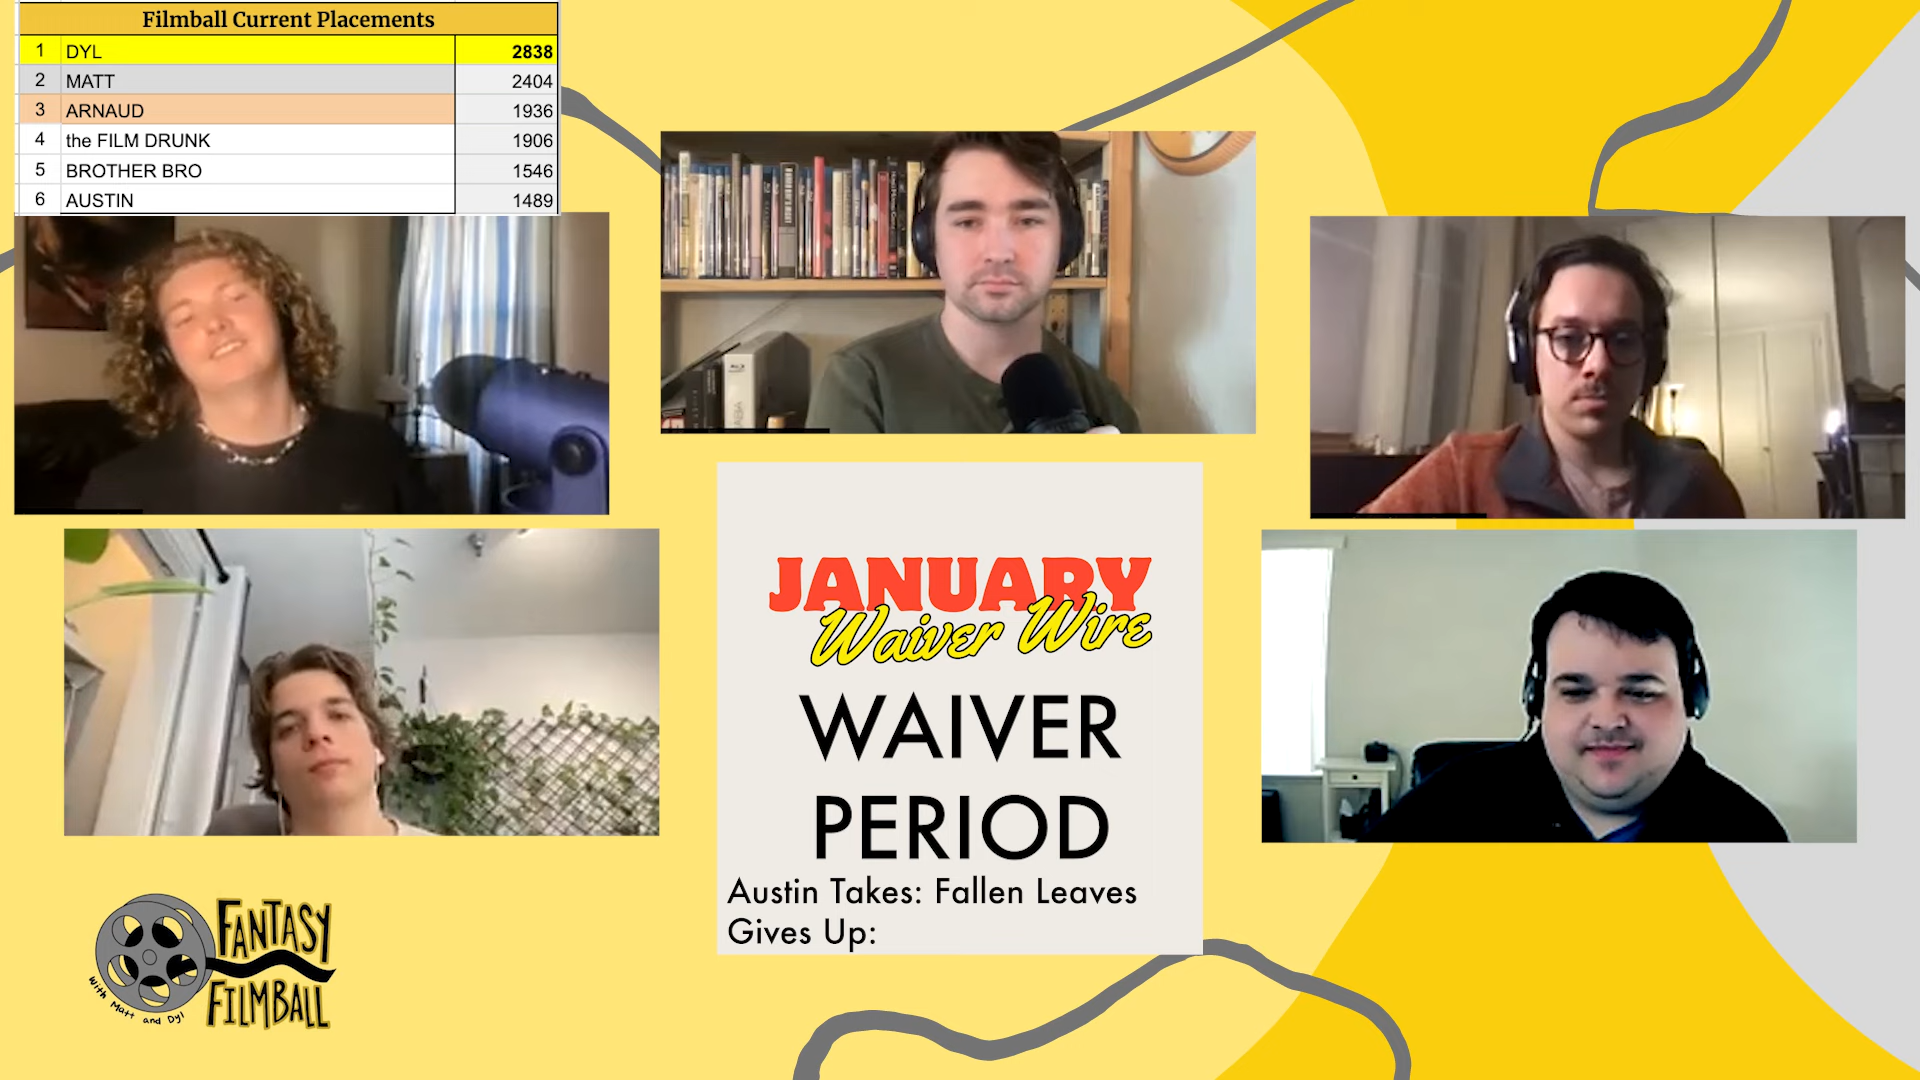 Filmball Current Placements
1 DYL 2838
2 MATT 2404
3 ARNAUD 1936
4 the FILM DRUNK 1906
5 BROTHER BRO 1546
6 AUSTIN 1489
JANUARY
Waiver Wire
WAIVER
PERIOD
Austin Takes: Fallen Leaves
Gives Up:
FANTASY
FILMBALL
with Matt and Dyl